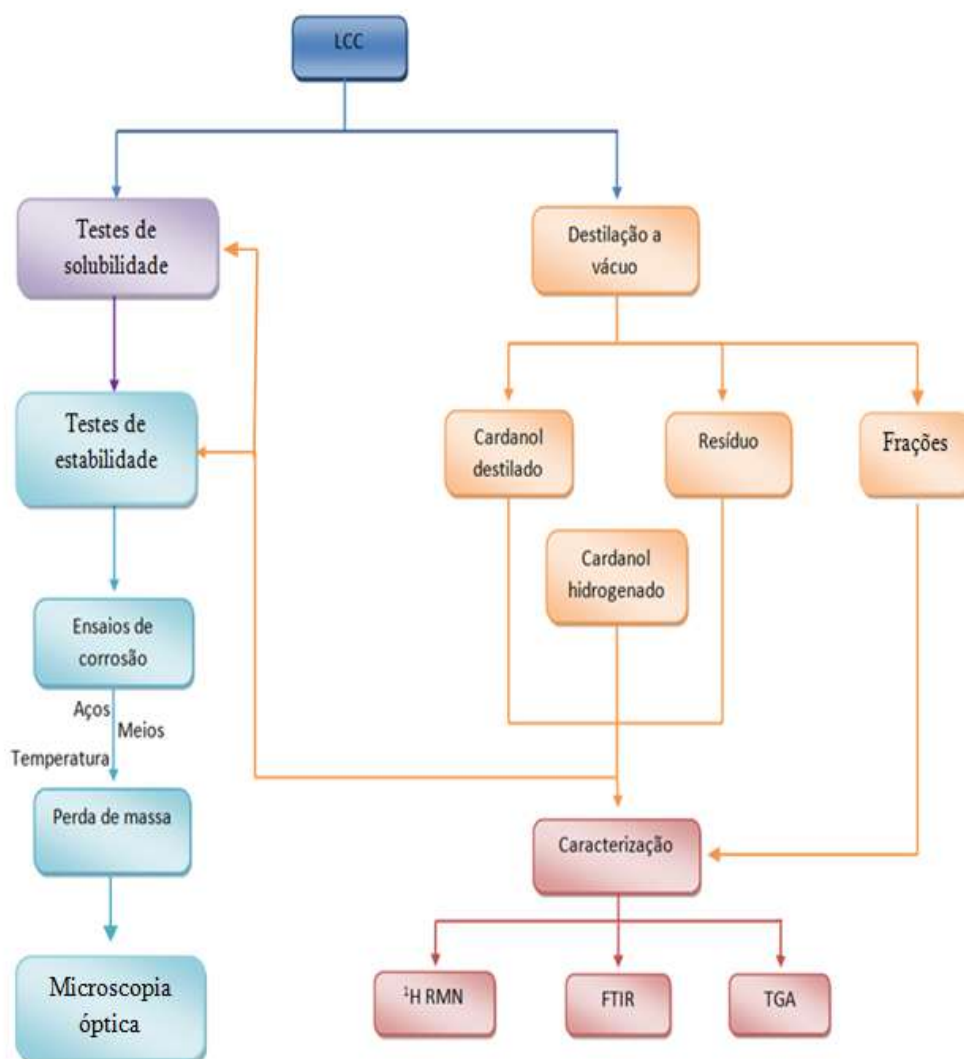 LCC
Testes de
solubilidade
Destilação a
vácuo
Testes de
estabilidade
Cardanol
destilado
Resíduo
Frações
Cardanol
hidrogenado
Ensaios de
corrosão
Aços
Meios
Temperatura
Perda de massa
Caracterização
Microscopia
óptica
¹H RMN
FTIR
TGA